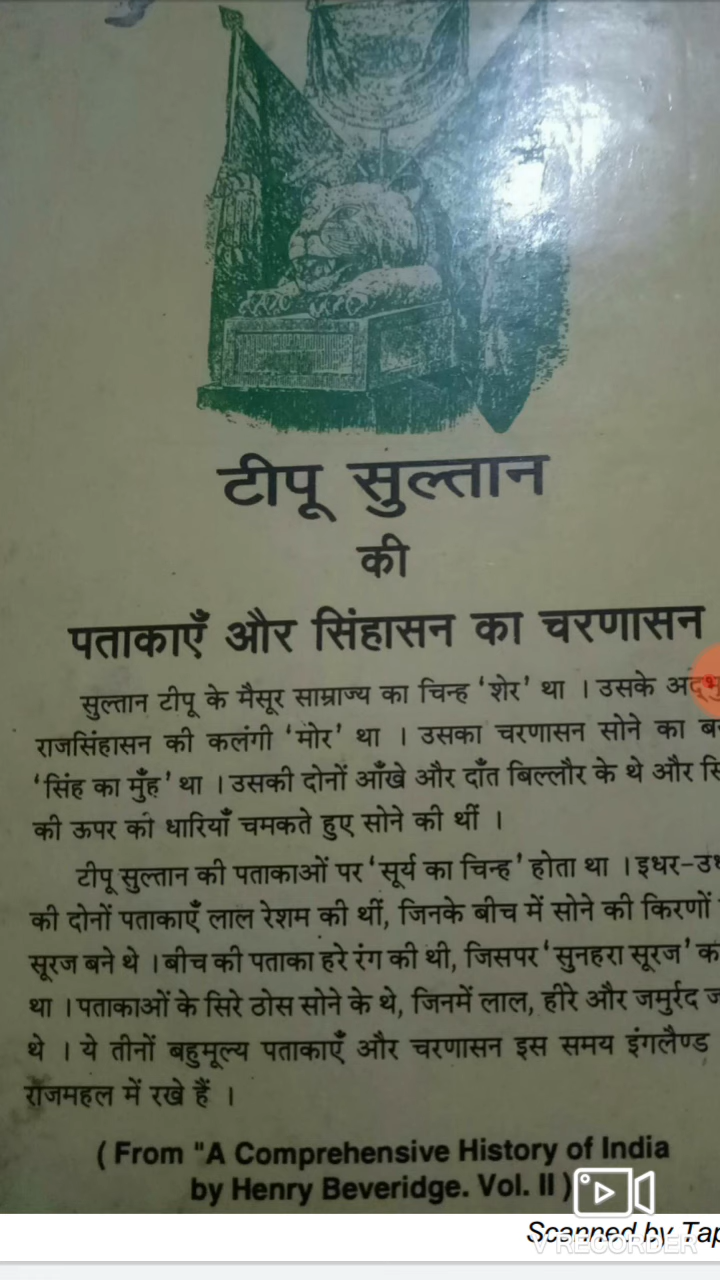 टीपू सुल्तान
की
पताकाएँ और सिंहासन का चरणासन
सुल्तान टीपू के मैसूर साम्राज्य का चिन्ह ‘शेर’ था । उसके
राजसिंहासन की कलंगी ‘मोर’ था । उसका चरणासन सोने का
‘सिंह का मुँह’ था । उसकी दोनों आँखे और दाँत बिल्लौर के थे और
की ऊपर को धारियाँ चमकते हुए सोने की थीं ।
टीपू सुल्तान की पताकाओं पर ‘सूर्य का चिन्ह’ होता था । इधर-
की दोनों पताकाएँ लाल रेशम की थीं, जिनके बीच में सोने की किरणों
सूरज बने थे । बीच की पताका हरे रंग की थी, जिसपर ‘सुनहरा सूरज’
था । पताकाओं के सिरे ठोस सोने के थे, जिनमें लाल, हीरे और जमुर्रद
थे । ये तीनों बहुमूल्य पताकाएँ और चरणासन इस समय इंगलैण्ड
राजमहल में रखे हैं ।
( From "A Comprehensive History of India
by Henry Beveridge. Vol. II )
Scanned by
V RECORDER